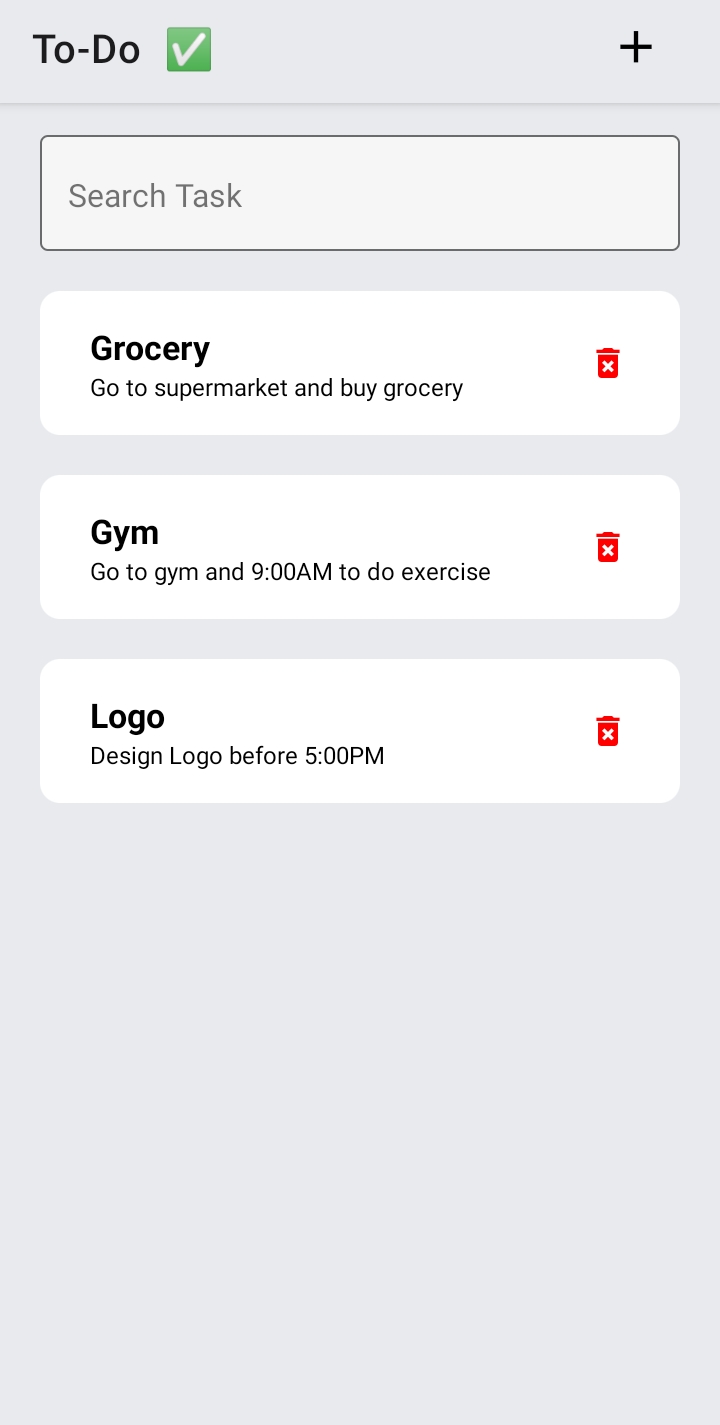 To-Do ✅
Search Task
Grocery
Go to supermarket and buy grocery
Gym
Go to gym and 9:00AM to do exercise
Logo
Design Logo before 5:00PM